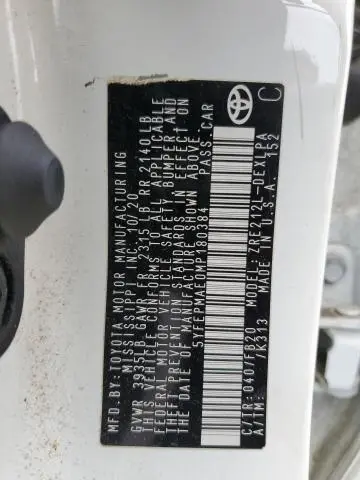 MFD.BY:TOYOTA MOTOR MANUFACTURING
MISSISSIPPI INC. 10/20
GVWR 3935LB GAWR FR 2315 LB RR 2140LB
THIS VEHICLE CONFORMS TO ALL APPLICABLE
FEDERAL MOTOR VEHICLE SAFETY, BUMPER, AND
THEFT PREVENTION STANDARDS IN EFFECT ON
THE DATE OF MANUFACTURE SHOWN ABOVE.
5YFEPMAE0MP180384 PASS.CAR
C/TR: 040/FB20 MODEL: ZRE212L-DEXLPA
A/TM: /K313 MADE IN U.S.A. 152
TOYOTA
C